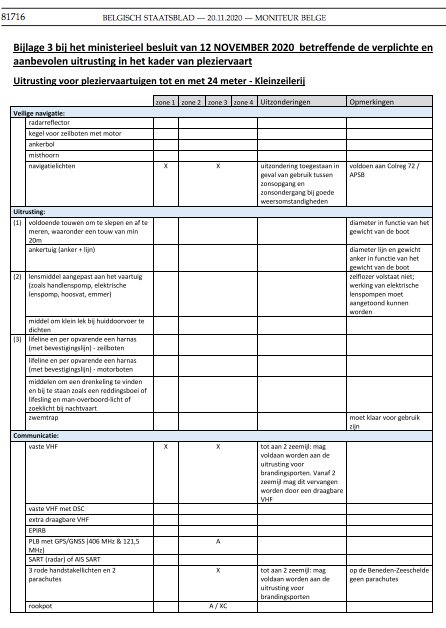 81716
BELGISCH STAATSBLAD — 20.11.2020 — MONITEUR BELGE
Bijlage 3 bij het ministerieel besluit van 12 NOVEMBER 2020 betreffende de verplichte en
aanbevolen uitrusting in het kader van pleziervaart
Uitrusting voor pleziervaartuigen tot en met 24 meter - Kleinzeilerij
zone 1 zone 2 zone 3 zone 4 Uitzonderingen Opmerkingen
Veilige navigatie:
radarreflector
kegel voor zeilboten met motor
ankerbol
misthoorn
navigatielichten X X uitzondering toegestaan in voldoen aan Colreg 72 /
geval van gebruik tussen APSB
zonsopgang en
zonsondergang bij goede
weersomstandigheden
Uitrusting:
(1) voldoende touwen om te slepen en af te diameter in functie van het
meren, waaronder een touw van min gewicht van de boot
20m
ankertuig (anker + lijn) diameter lijn en gewicht
anker in functie van het
gewicht van de boot
(2) lensmiddel aangepast aan het vaartuig zelflozer volstaat niet;
(zoals handlenspomp, elektrische werking van elektrische
lenspomp, hoosvat, emmer) lenspompen moet
aangetoond kunnen
worden
middel om klein lek bij huiddoorvoer te
dichten
(3) lifeline en per opvarende een harnas
(met bevestigingslijn) - zeilboten
lifeline en per opvarende een harnas
(met bevestigingslijn) - motorboten
middelen om een drenkeling te vinden
en bij te staan zoals een reddingsboei of
lifesling en man-overboord-licht of
zoeklicht bij nachtvaart
zwemtrap moet klaar voor gebruik
zijn
Communicatie:
vaste VHF X X tot aan 2 zeemijl: mag
voldaan worden aan de
uitrusting voor
brandingsporten. Vanaf 2
zeemijl mag dit vervangen
worden door een draagbare
VHF
vaste VHF met DSC
extra draagbare VHF
EPIRB
PLB met GPS/GNSS (406 MHz & 121,5 A
MHz)
SART (radar) of AIS SART
3 rode handstakellichten en 2 X tot aan 2 zeemijl: mag op de Beneden-Zeeschelde
parachutes voldaan worden aan de geen parachutes
uitrusting voor
brandingsporten
rookpot A / XC